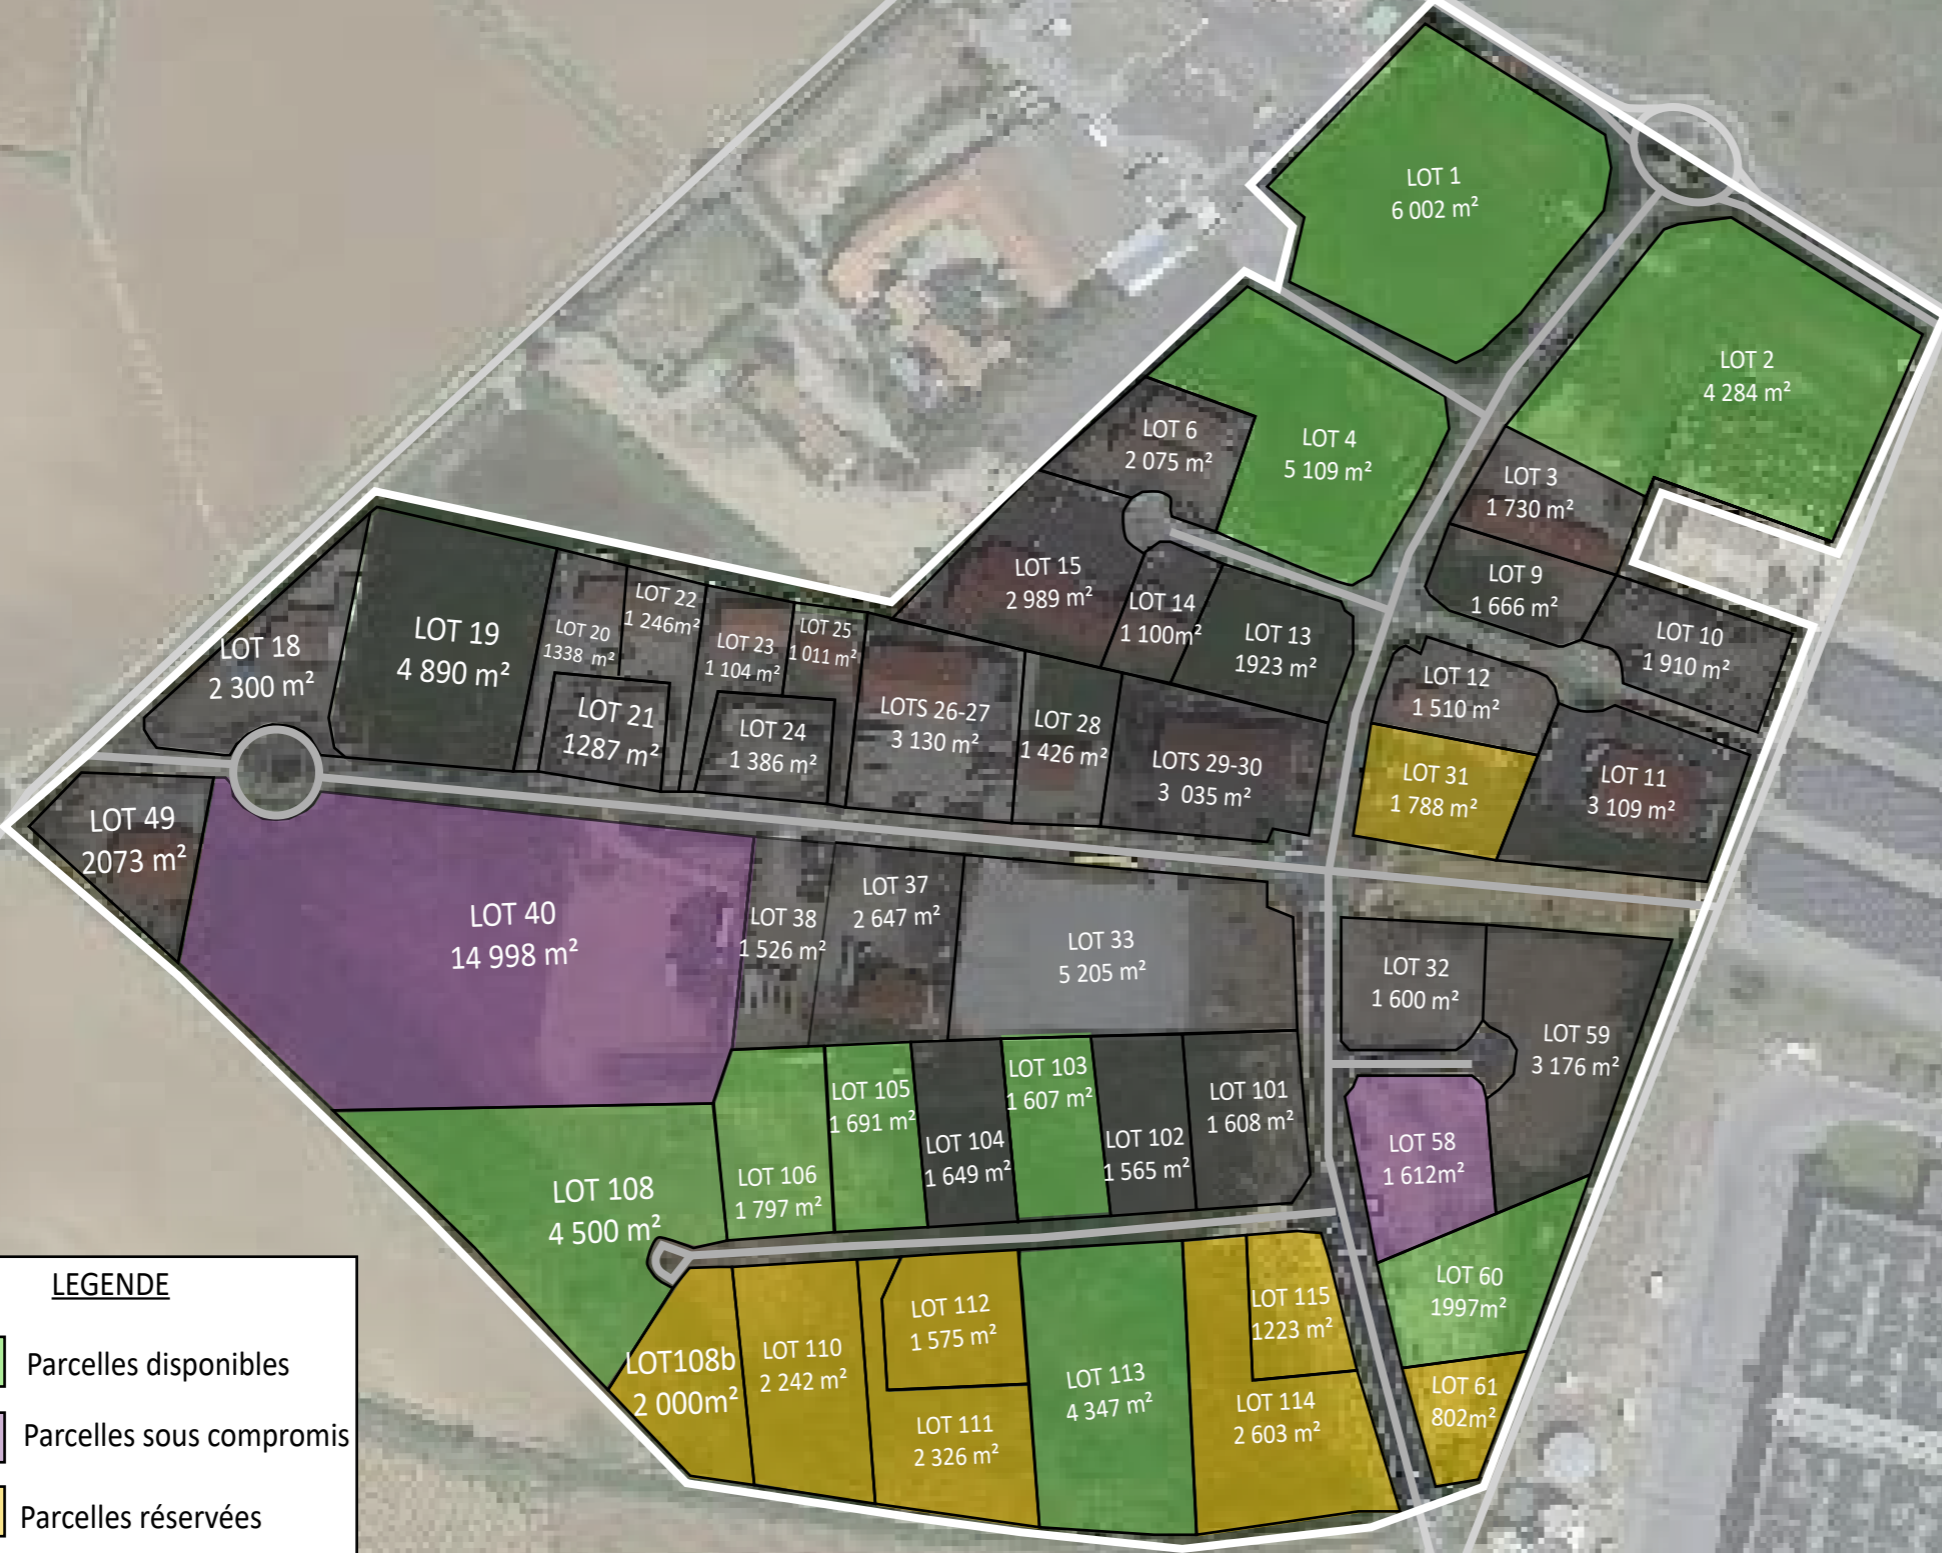 LOT 1
6 002 m²
LOT 2
4 284 m²
LOT 4
5 109 m²
LOT 6
2 075 m²
LOT 3
1 730 m²
LOT 9
1 666 m²
LOT 10
1 910 m²
LOT 15
2 989 m²
LOT 14
1 100m²
LOT 13
1923 m²
LOT 12
1 510 m²
LOT 31
1 788 m²
LOT 11
3 109 m²
LOT 18
2 300 m²
LOT 19
4 890 m²
LOT 20
1338 m²
LOT 22
1 246m²
LOT 23
1 104 m²
LOT 25
1 011 m²
LOT 21
1287 m²
LOT 24
1 386 m²
LOTS 26-27
3 130 m²
LOT 28
1 426 m²
LOTS 29-30
3 035 m²
LOT 49
2073 m²
LOT 40
14 998 m²
LOT 38
1 526 m²
LOT 37
2 647 m²
LOT 33
5 205 m²
LOT 32
1 600 m²
LOT 59
3 176 m²
LOT 58
1 612m²
LOT 60
1997m²
LOT 61
802m²
LOT 108
4 500 m²
LOT 106
1 797 m²
LOT 105
1 691 m²
LOT 104
1 649 m²
LOT 103
1 607 m²
LOT 102
1 565 m²
LOT 101
1 608 m²
LOT108b
2 000m²
LOT 110
2 242 m²
LOT 112
1 575 m²
LOT 111
2 326 m²
LOT 113
4 347 m²
LOT 115
1223 m²
LOT 114
2 603 m²
LEGENDE
Parcelles disponibles
Parcelles sous compromis
Parcelles réservées